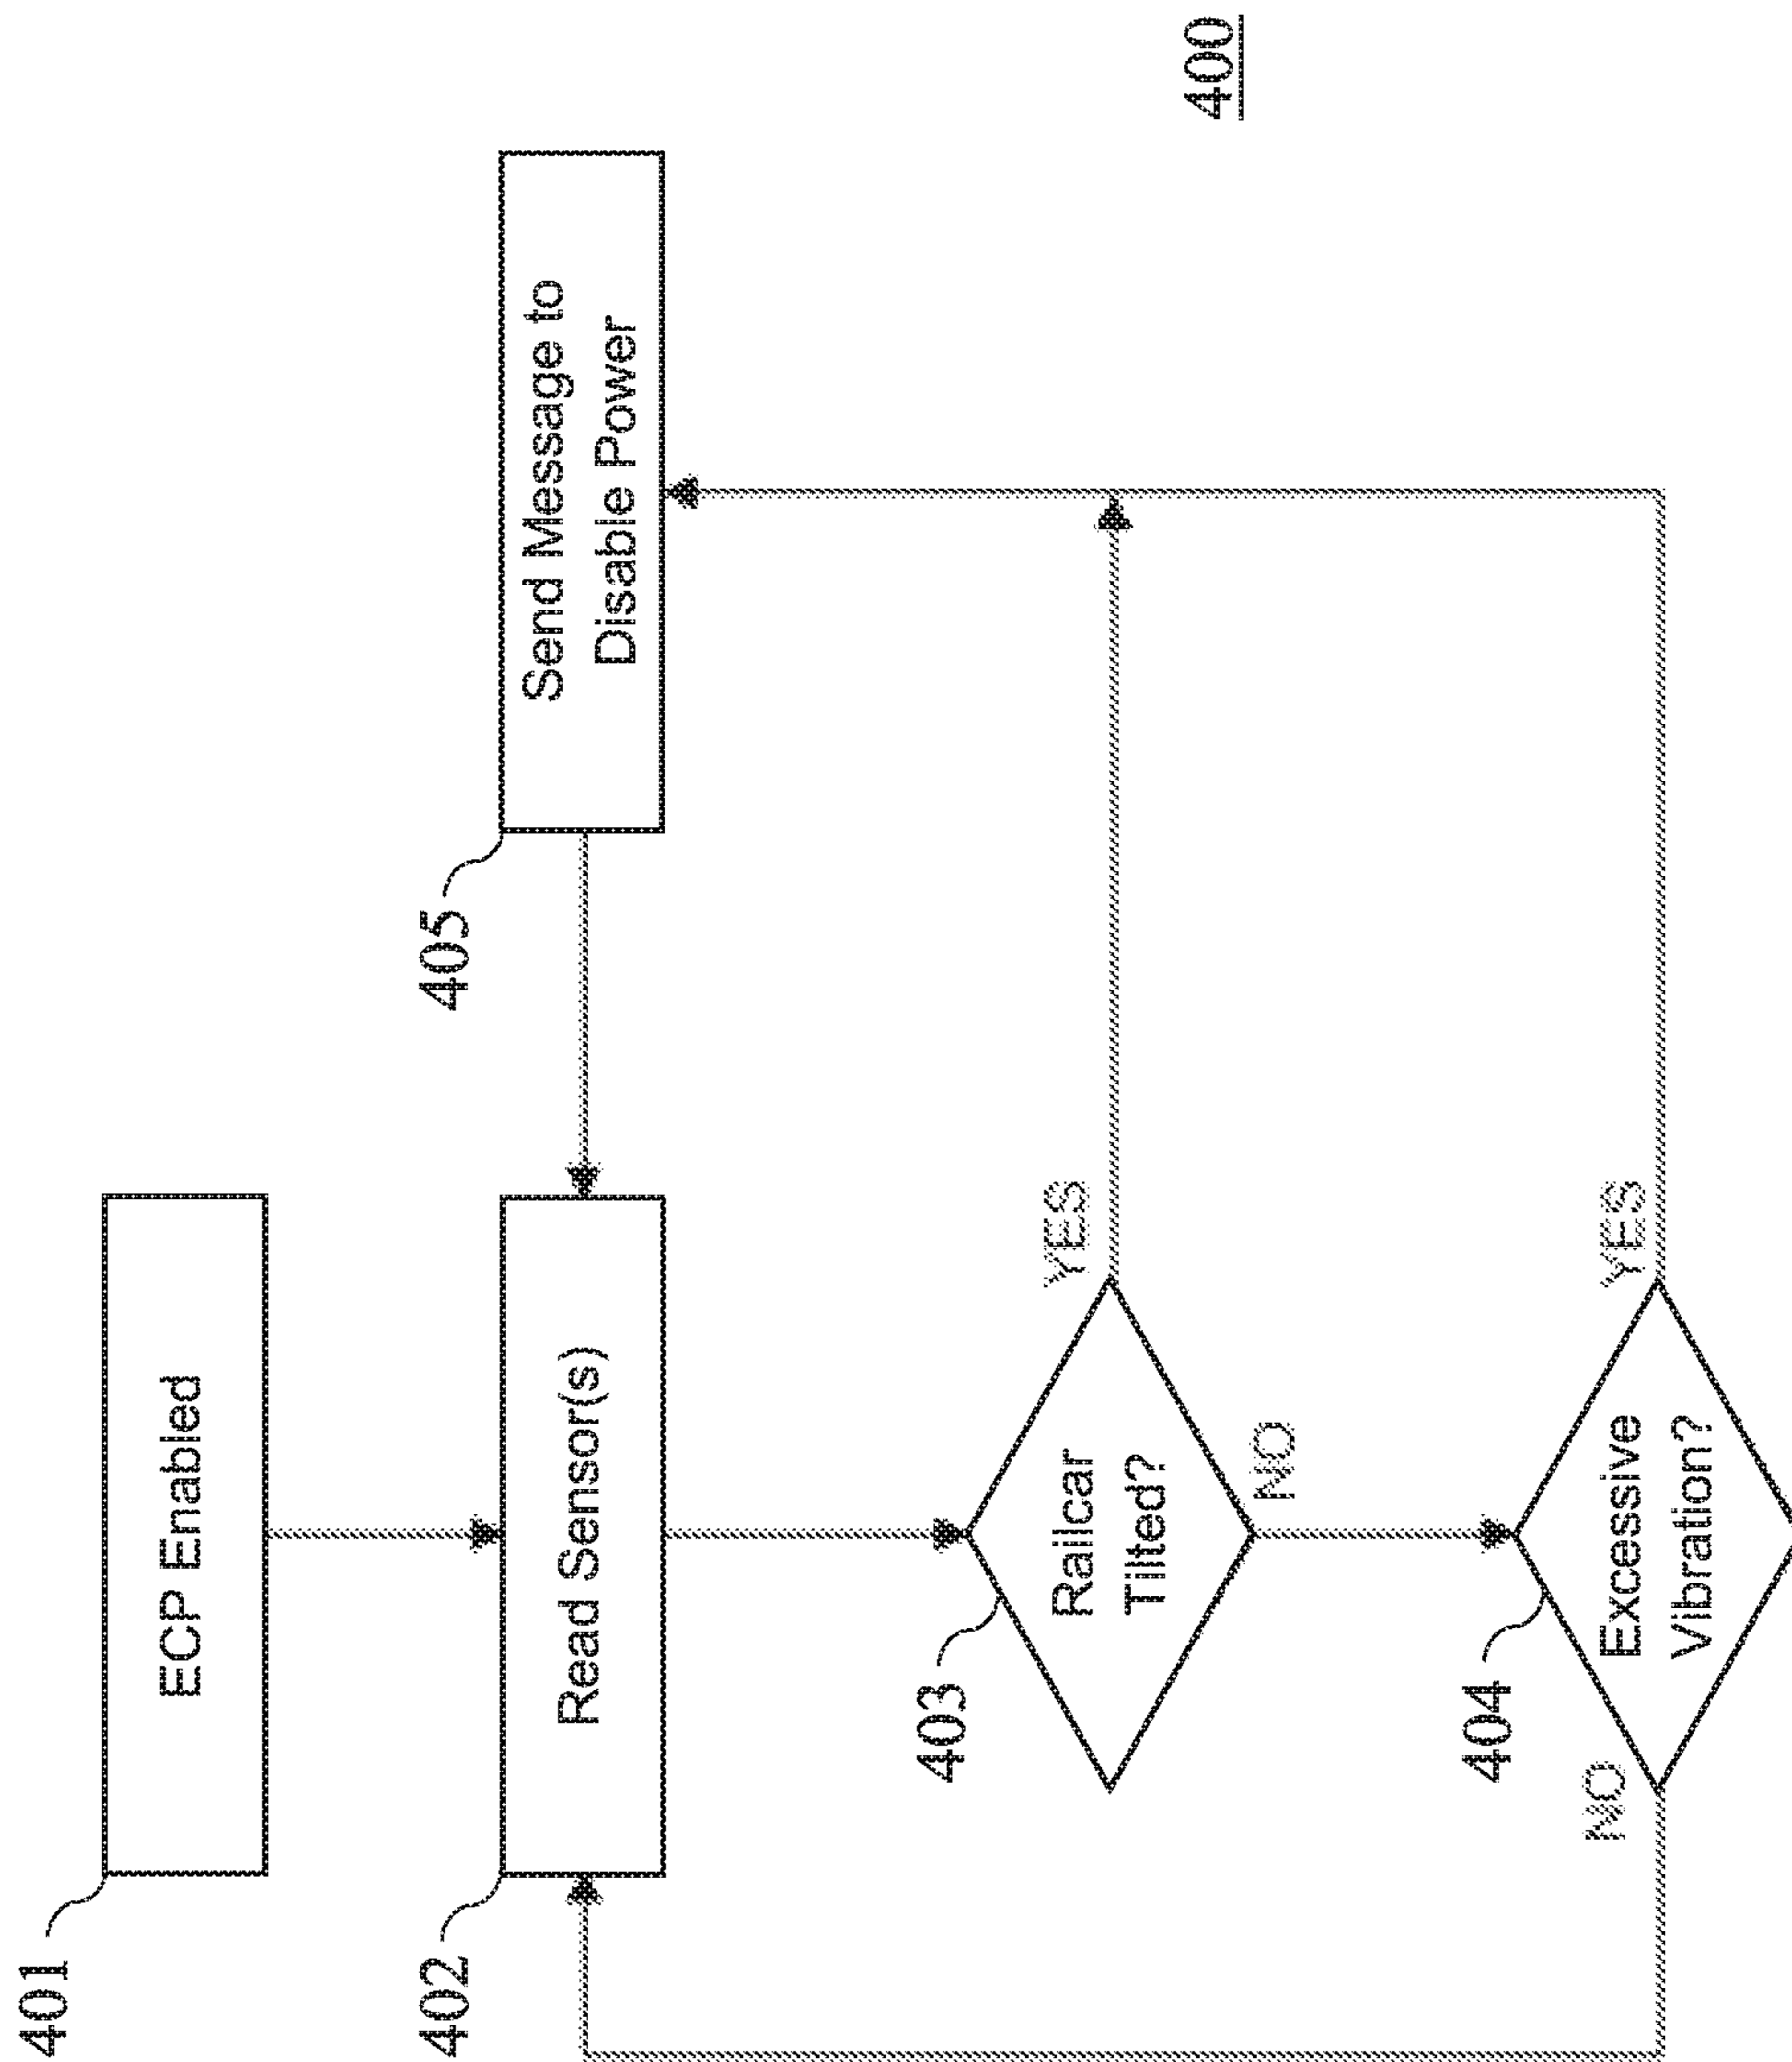 401
ECP Enabled
402
Read Sensor(s)
405
Send Message to
Disable Power
403
Railcar
Tilted?
YES
NO
404
Excessive
Vibration?
YES
NO
400